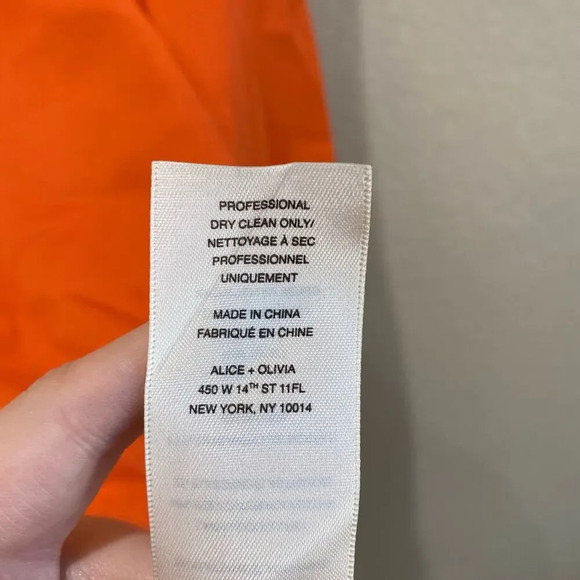 PROFESSIONAL
DRY CLEAN ONLY/
NETTOYAGE À SEC
PROFESSIONNEL
UNIQUEMENT
MADE IN CHINA
FABRIQUÉ EN CHINE
ALICE + OLIVIA
450 W 14TH ST 11FL
NEW YORK, NY 10014